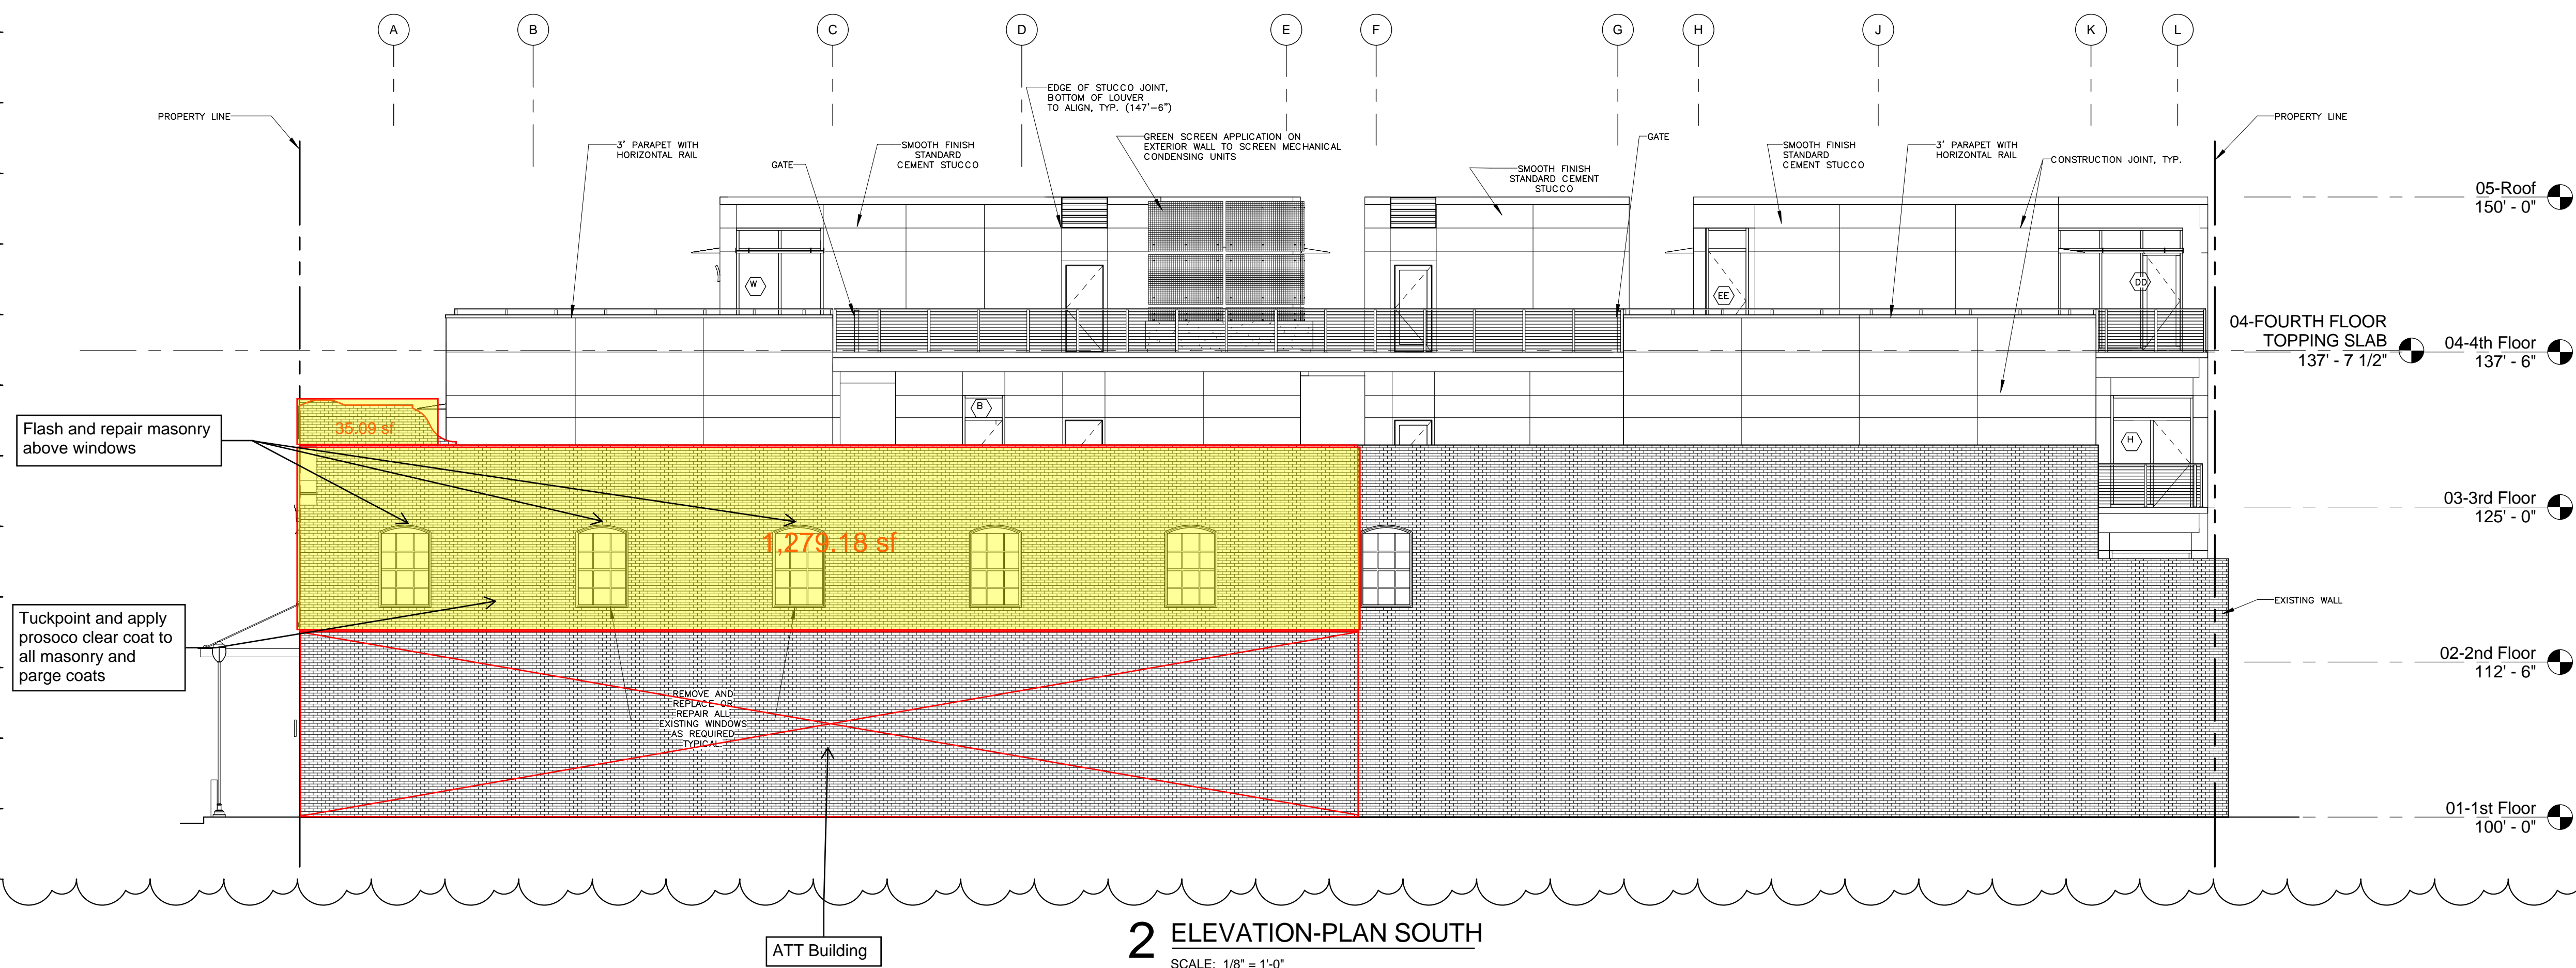 A
B
C
D
E
F
G
H
J
K
L
PROPERTY LINE
3' PARAPET WITH
HORIZONTAL RAIL
GATE
SMOOTH FINISH
STANDARD
CEMENT STUCCO
EDGE OF STUCCO JOINT,
BOTTOM OF LOUVER
TO ALIGN, TYP. (147'-6")
GREEN SCREEN APPLICATION ON
EXTERIOR WALL TO SCREEN MECHANICAL
CONDENSING UNITS
SMOOTH FINISH
STANDARD CEMENT
STUCCO
GATE
SMOOTH FINISH
STANDARD
CEMENT STUCCO
3' PARAPET WITH
HORIZONTAL RAIL
CONSTRUCTION JOINT, TYP.
PROPERTY LINE
05-Roof
150' - 0"
W
EE
DD
04-FOURTH FLOOR
TOPPING SLAB
137' - 7 1/2"
04-4th Floor
137' - 6"
B
H
35.09 sf
Flash and repair masonry
above windows
1,279.18 sf
03-3rd Floor
125' - 0"
EXISTING WALL
Tuckpoint and apply
prosoco clear coat to
all masonry and
parge coats
02-2nd Floor
112' - 6"
REMOVE AND
REPLACE OR
REPAIR ALL
EXISTING WINDOWS
AS REQUIRED
TYPICAL.
01-1st Floor
100' - 0"
ATT Building
2 ELEVATION-PLAN SOUTH
SCALE: 1/8" = 1'-0"